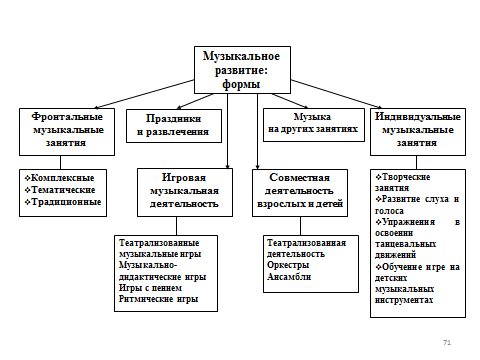 Музыкальное
развитие:
формы
Фронтальные
музыкальные
занятия
Праздники
и развлечения
Музыка
на других занятиях
Индивидуальные
музыкальные
занятия
❖Комплексные
❖Тематические
❖Традиционные
Игровая
музыкальная
деятельность
Совместная
деятельность
взрослых и детей
❖Творческие
занятия
❖Развитие слуха и
голоса
❖Упражнения в
освоении
танцевальных
движений
❖Обучение игре на
детских
музыкальных
инструментах
Театрализованные
музыкальные игры
Музыкально-
дидактические игры
Игры с пением
Ритмические игры
Театрализованная
деятельность
Оркестры
Ансамбли
71